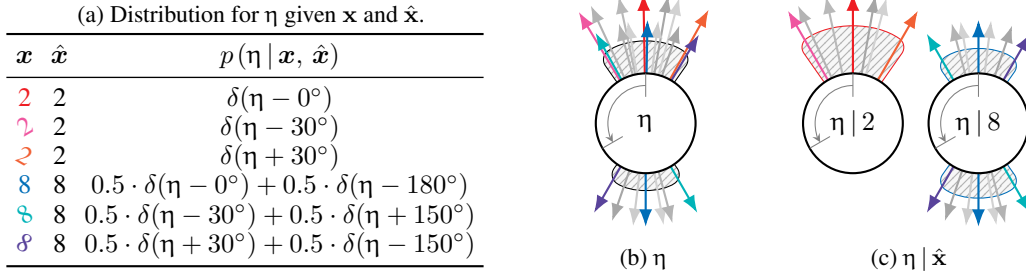 (a) Distribution for η given x and x̂.
x x̂ p(η | x, x̂)
2 2 δ(η − 0°)
2 2 δ(η − 30°)
2 2 δ(η + 30°)
8 8 0.5 · δ(η − 0°) + 0.5 · δ(η − 180°)
8 8 0.5 · δ(η − 30°) + 0.5 · δ(η + 150°)
8 8 0.5 · δ(η + 30°) + 0.5 · δ(η − 150°)
η
(b) η
η | 2 η | 8
(c) η | x̂